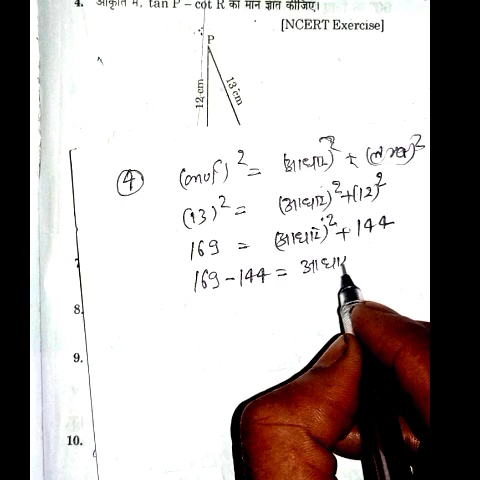 4. आकृति में, tan P – cot R का मान ज्ञात कीजिए।
[NCERT Exercise]
P
12 cm
13 cm
④ (कर्ण)² = (आधार)² + (लम्ब)²
(13)² = (आधार)² + (12)²
169 = (आधार)² + 144
169 – 144 = आधा
8.
9.
10.